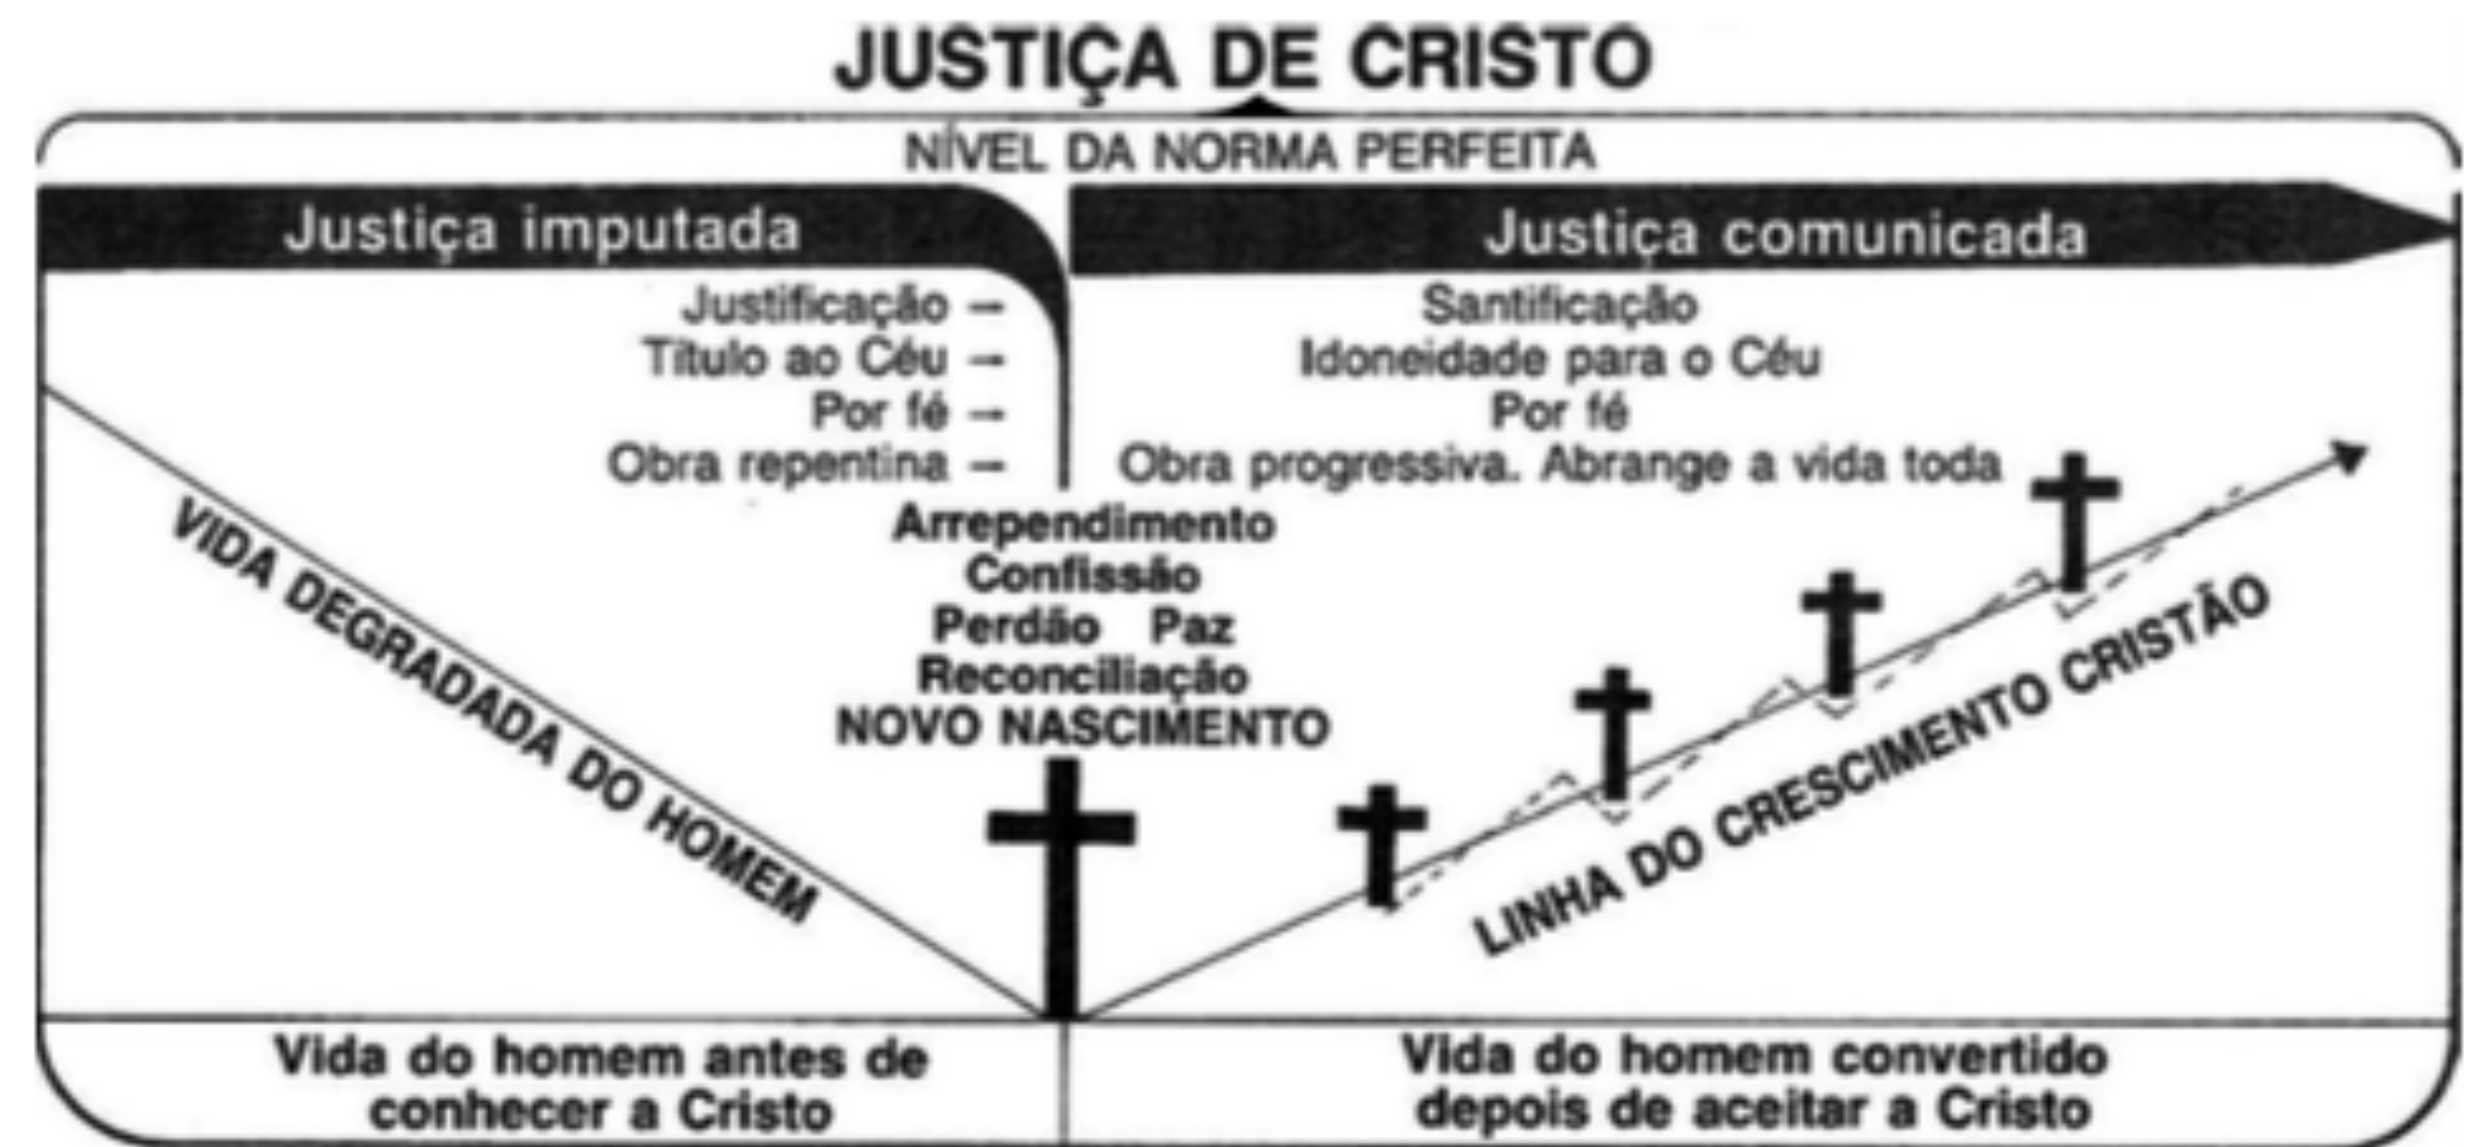 JUSTIÇA DE CRISTO
NÍVEL DA NORMA PERFEITA
Justiça imputada
Justificação –
Título ao Céu –
Por fé –
Obra repentina –
Justiça comunicada
Santificação
Idoneidade para o Céu
Por fé
Obra progressiva. Abrange a vida toda
Arrependimento
Confissão
Perdão Paz
Reconciliação
NOVO NASCIMENTO
VIDA DEGRADADA DO HOMEM
LINHA DO CRESCIMENTO CRISTÃO
Vida do homem antes de
conhecer a Cristo
Vida do homem convertido
depois de aceitar a Cristo